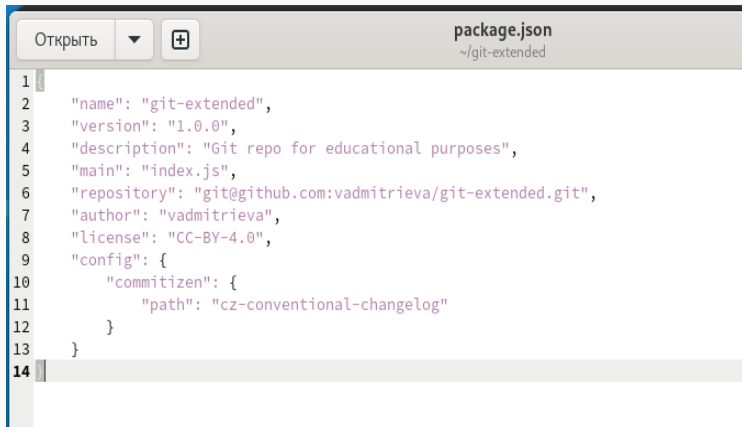 Открыть
package.json
~/git-extended
1 {
2 "name": "git-extended",
3 "version": "1.0.0",
4 "description": "Git repo for educational purposes",
5 "main": "index.js",
6 "repository": "git@github.com:vadmitrieva/git-extended.git",
7 "author": "vadmitrieva",
8 "license": "CC-BY-4.0",
9 "config": {
10 "commitizen": {
11 "path": "cz-conventional-changelog"
12 }
13 }
14 }